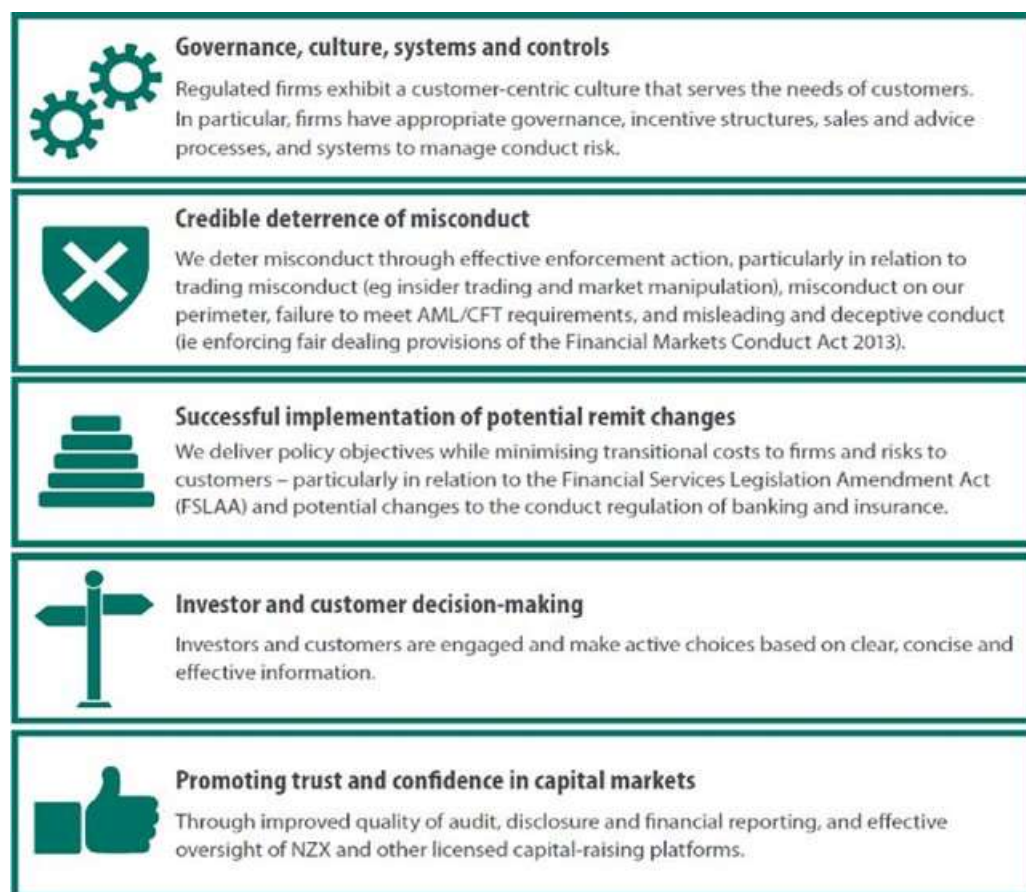 Governance, culture, systems and controls
Regulated firms exhibit a customer-centric culture that serves the needs of customers.
In particular, firms have appropriate governance, incentive structures, sales and advice
processes, and systems to manage conduct risk.
Credible deterrence of misconduct
We deter misconduct through effective enforcement action, particularly in relation to
trading misconduct (eg insider trading and market manipulation), misconduct on our
perimeter, failure to meet AML/CFT requirements, and misleading and deceptive conduct
(ie enforcing fair dealing provisions of the Financial Markets Conduct Act 2013).
Successful implementation of potential remit changes
We deliver policy objectives while minimising transitional costs to firms and risks to
customers – particularly in relation to the Financial Services Legislation Amendment Act
(FSLAA) and potential changes to the conduct regulation of banking and insurance.
Investor and customer decision-making
Investors and customers are engaged and make active choices based on clear, concise and
effective information.
Promoting trust and confidence in capital markets
Through improved quality of audit, disclosure and financial reporting, and effective
oversight of NZX and other licensed capital-raising platforms.